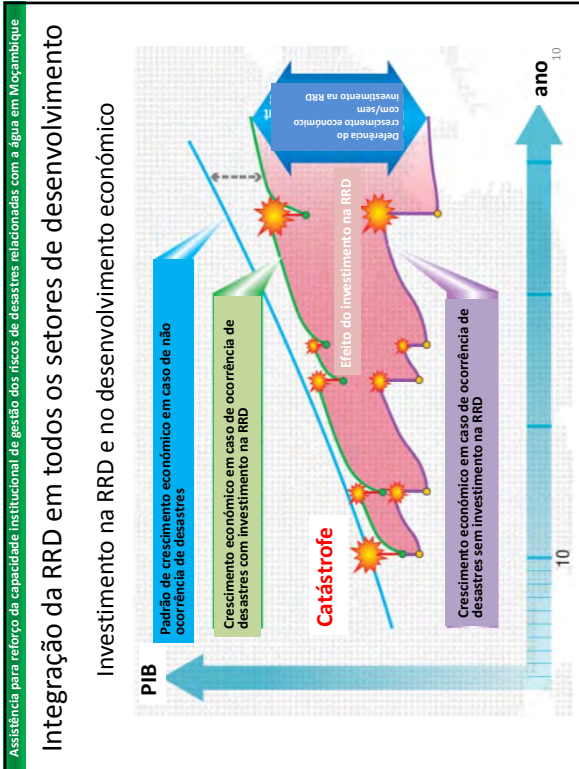 Assistência para reforço da capacidade institucional de gestão dos riscos de desastres relacionadas com a água em Moçambique
Integração da RRD em todos os setores de desenvolvimento
Investimento na RRD e no desenvolvimento económico
PIB
Padrão de crescimento económico em caso de não
ocorrência de desastres
Crescimento económico em caso de ocorrência de
desastres com investimento na RRD
Catástrofe
Efeito do investimento na RRD
Deferência do
crescimento económico
com/sem
investimento na RRD
Crescimento económico em caso de ocorrência de
desastres sem investimento na RRD
10
ano
10